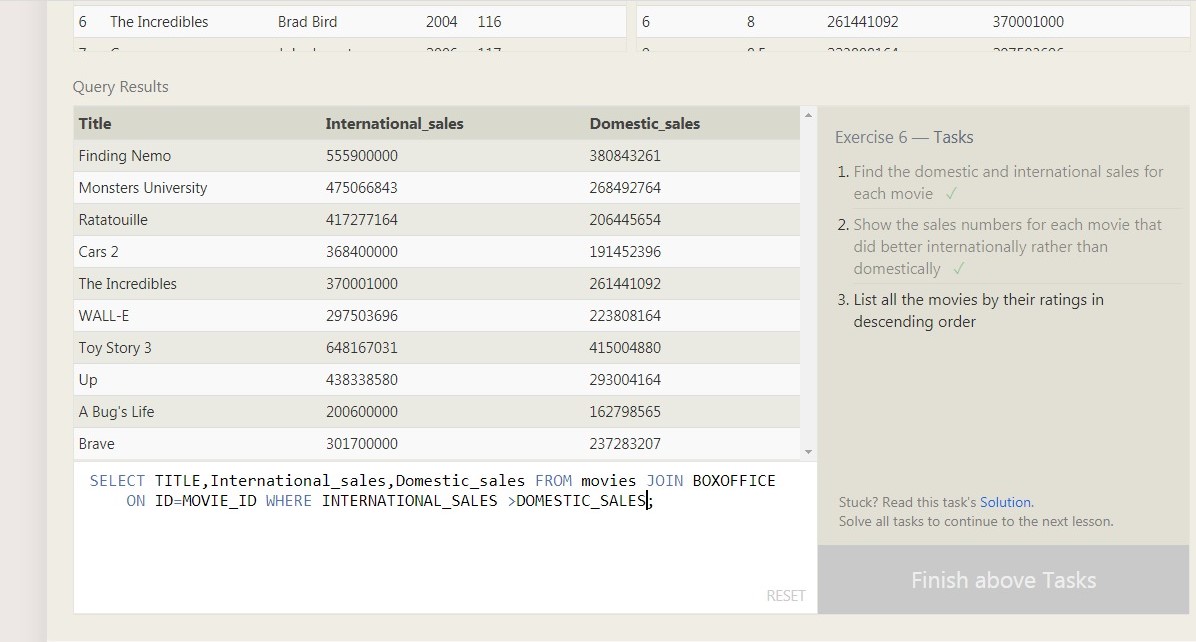 6 The Incredibles Brad Bird 2004 116
6 8 261441092 370001000
Query Results
Title International_sales Domestic_sales
Finding Nemo 555900000 380843261
Monsters University 475066843 268492764
Ratatouille 417277164 206445654
Cars 2 368400000 191452396
The Incredibles 370001000 261441092
WALL-E 297503696 223808164
Toy Story 3 648167031 415004880
Up 438338580 293004164
A Bug's Life 200600000 162798565
Brave 301700000 237283207
SELECT TITLE,International_sales,Domestic_sales FROM movies JOIN BOXOFFICE
ON ID=MOVIE_ID WHERE INTERNATIONAL_SALES >DOMESTIC_SALES;
RESET
Exercise 6 — Tasks
1. Find the domestic and international sales for
each movie ✓
2. Show the sales numbers for each movie that
did better internationally rather than
domestically ✓
3. List all the movies by their ratings in
descending order
Stuck? Read this task's Solution.
Solve all tasks to continue to the next lesson.
Finish above Tasks